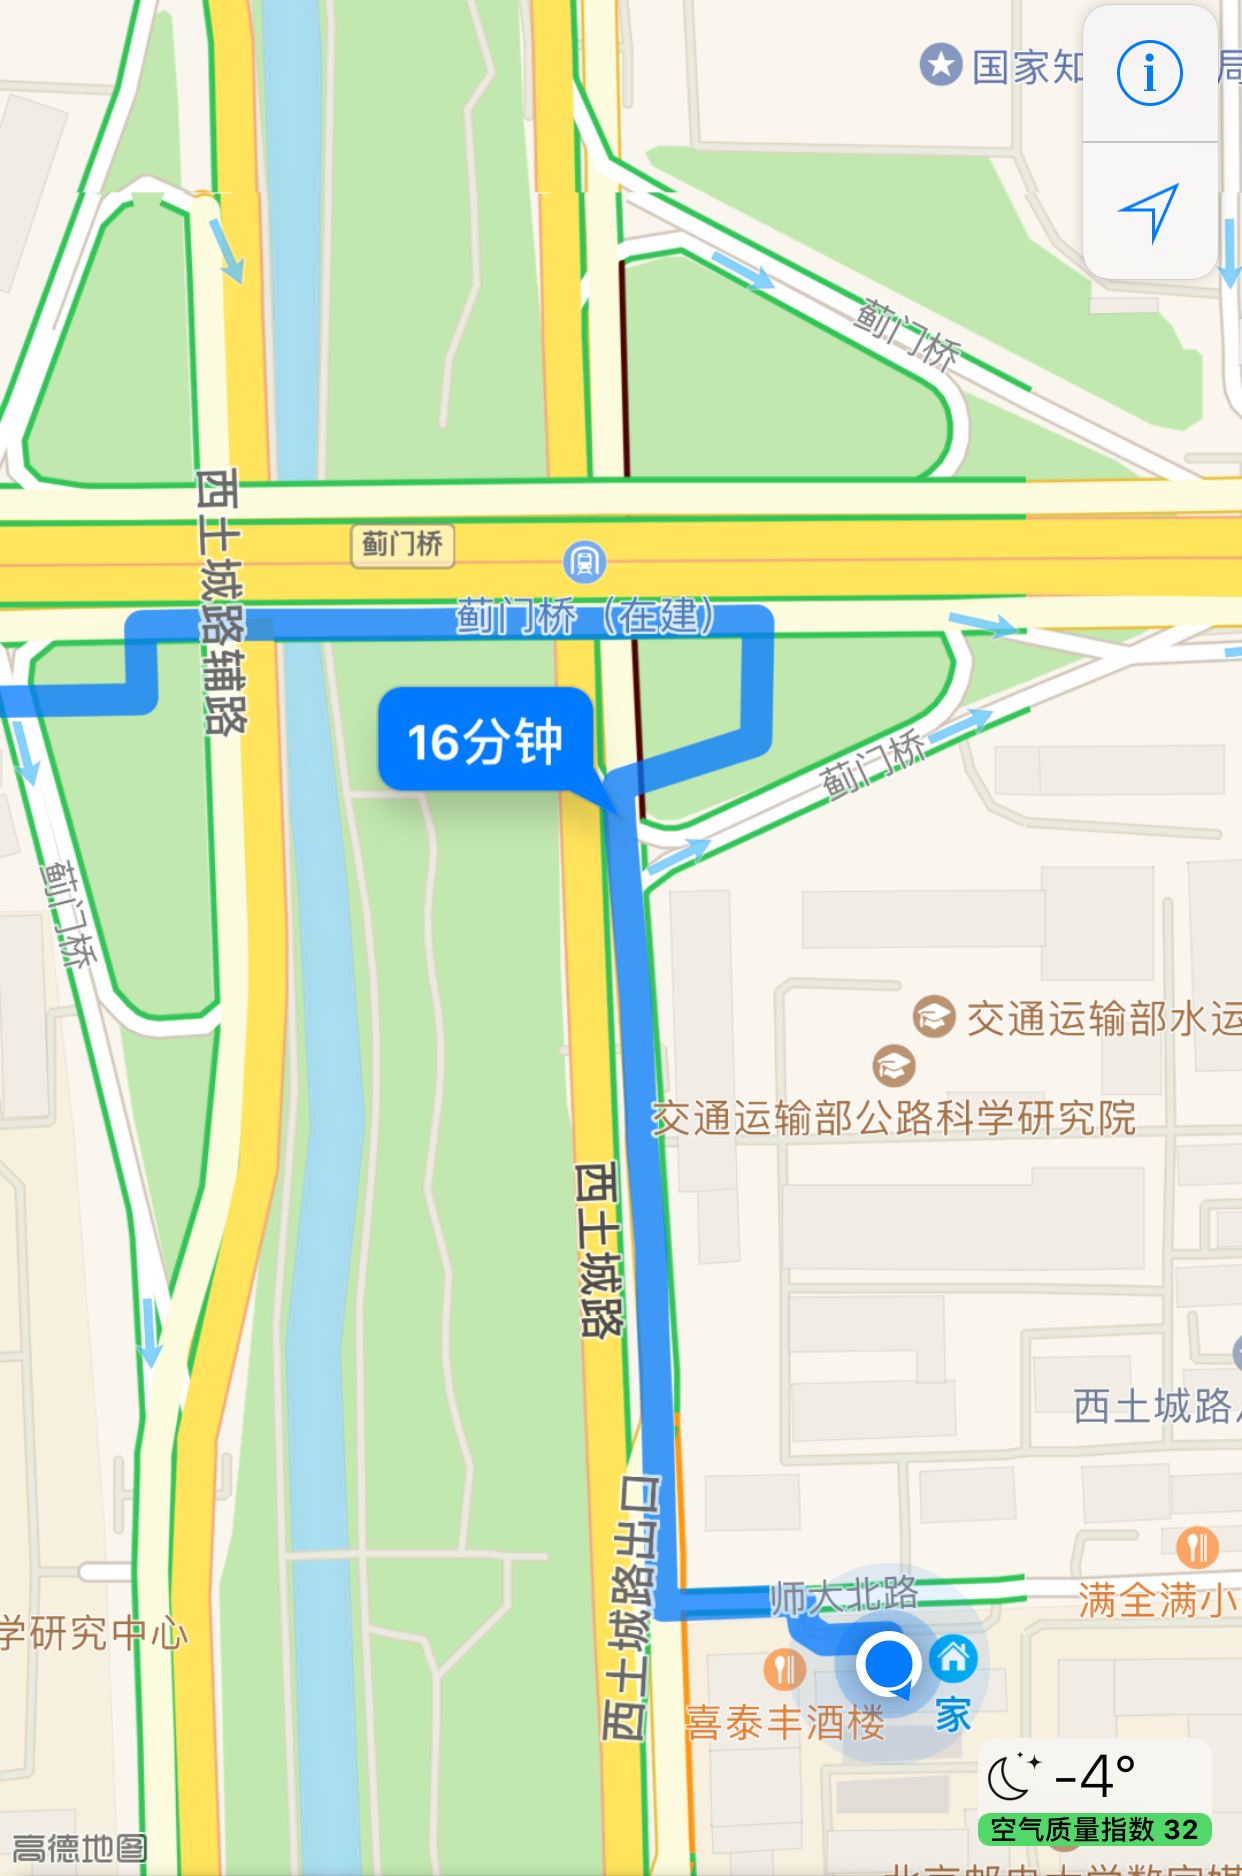 国家知
局
蓟门桥
西土城路辅路
蓟门桥
蓟门桥（在建）
16分钟
蓟门桥
蓟门桥
交通运输部水运
交通运输部公路科学研究院
西土城路
西土城路
西土城路出口
师大北路
满全满小
学研究中心
喜泰丰酒楼
家
-4°
空气质量指数 32
高德地图